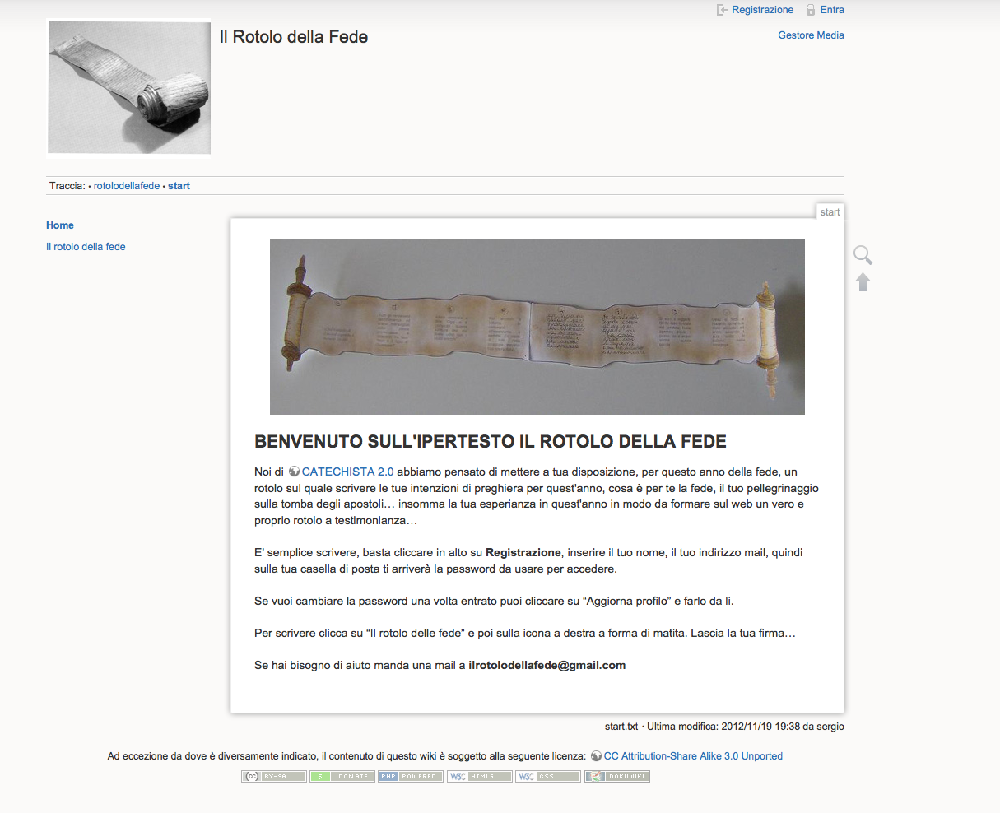 Registrazione Entra
Il Rotolo della Fede
Gestore Media
Traccia: • rotolodellafede • start
start
Home
Il rotolo della fede
BENVENUTO SULL'IPERTESTO IL ROTOLO DELLA FEDE
Noi di CATECHISTA 2.0 abbiamo pensato di mettere a tua disposizione, per questo anno della fede, un
rotolo sul quale scrivere le tue intenzioni di preghiera per quest'anno, cosa è per te la fede, il tuo pellegrinaggio
sulla tomba degli apostoli… insomma la tua esperianza in quest'anno in modo da formare sul web un vero e
proprio rotolo a testimonianza…
E' semplice scrivere, basta cliccare in alto su Registrazione, inserire il tuo nome, il tuo indirizzo mail, quindi
sulla tua casella di posta ti arriverà la password da usare per accedere.
Se vuoi cambiare la password una volta entrato puoi cliccare su “Aggiorna profilo” e farlo da li.
Per scrivere clicca su “Il rotolo delle fede” e poi sulla icona a destra a forma di matita. Lascia la tua firma…
Se hai bisogno di aiuto manda una mail a ilrotolodellafede@gmail.com
start.txt · Ultima modifica: 2012/11/19 19:38 da sergio
Ad eccezione da dove è diversamente indicato, il contenuto di questo wiki è soggetto alla seguente licenza: CC Attribution-Share Alike 3.0 Unported
cc BY-SA $ DONATE PHP POWERED W3C HTML5 W3C CSS DOKUWIKI